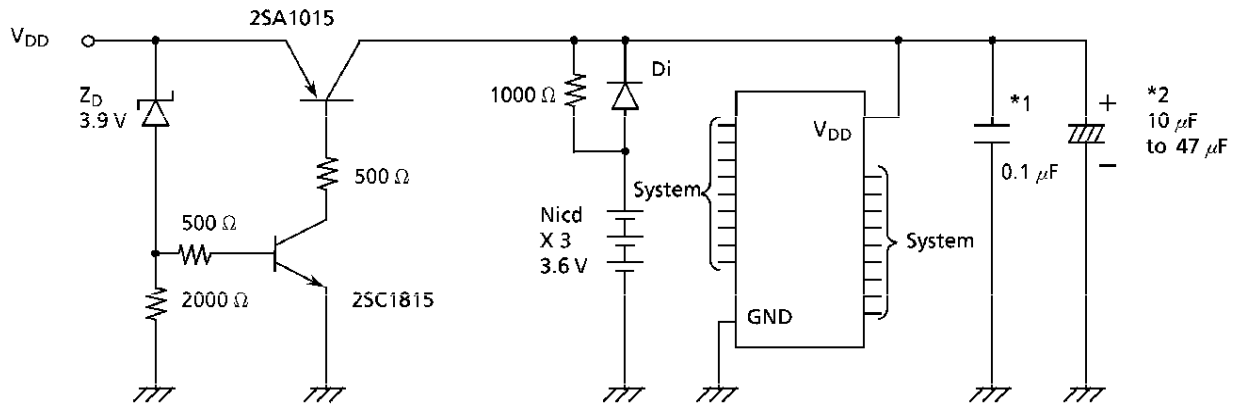 2SA1015
VDD
ZD
3.9 V
500 Ω
500 Ω
2000 Ω
2SC1815
1000 Ω
Di
Nicd
X 3
3.6 V
System
VDD
GND
System
*1
0.1 μF
+
−
*2
10 μF
to 47 μF